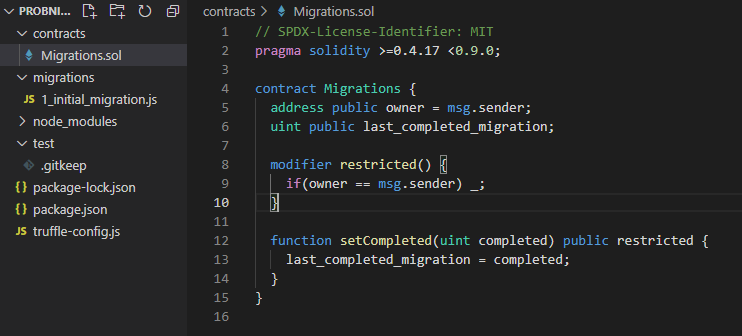 PROBNI...
contracts
Migrations.sol
migrations
JS 1_initial_migration.js
node_modules
test
.gitkeep
{} package-lock.json
{} package.json
JS truffle-config.js
contracts > Migrations.sol
1 // SPDX-License-Identifier: MIT
2 pragma solidity >=0.4.17 <0.9.0;
3
4 contract Migrations {
5 address public owner = msg.sender;
6 uint public last_completed_migration;
7
8 modifier restricted() {
9 if(owner == msg.sender) _;
10 }
11
12 function setCompleted(uint completed) public restricted {
13 last_completed_migration = completed;
14 }
15 }
16